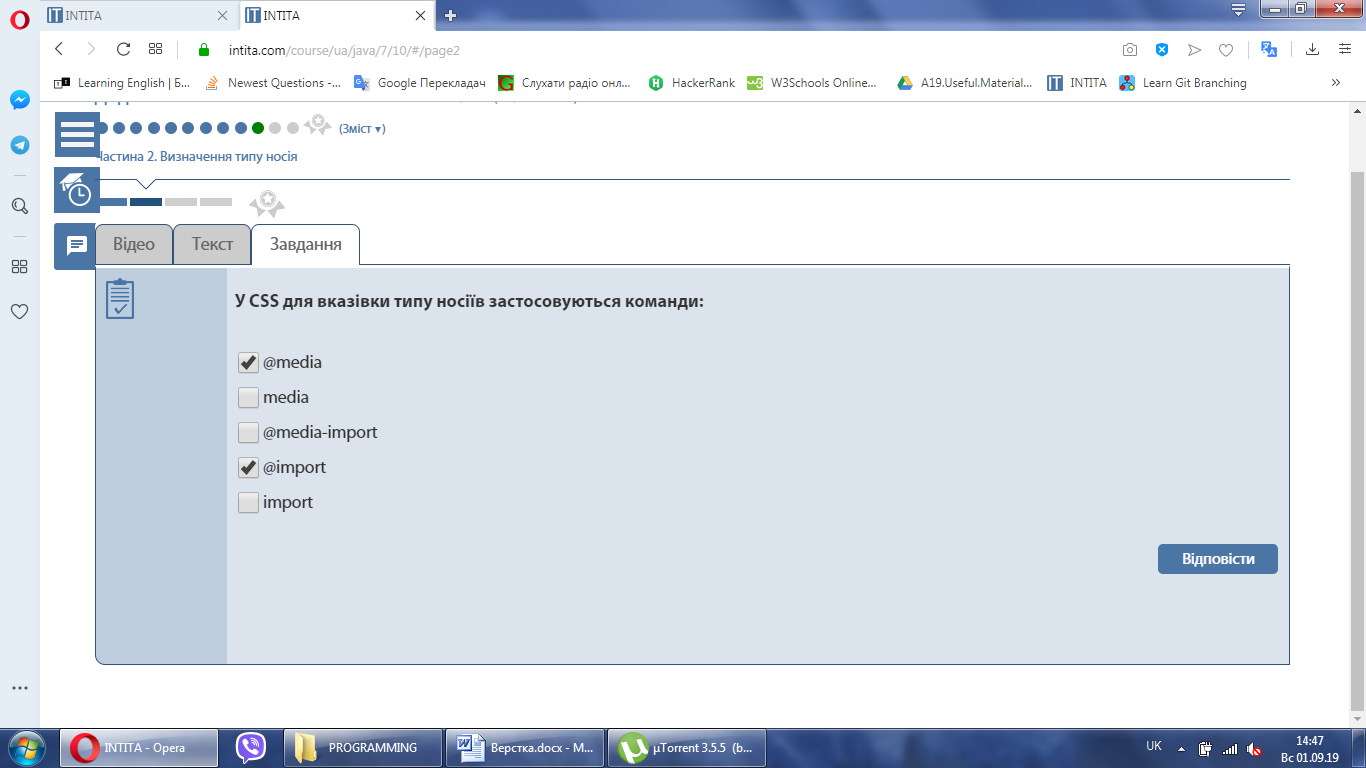 INTITA
INTITA
intita.com/course/ua/java/7/10/#/page2
Learning English | Б...
Newest Questions -...
Google Перекладач
Слухати радіо онл...
HackerRank
W3Schools Online...
A19.Useful.Material...
INTITA
Learn Git Branching
»
(Зміст ▾)
Частина 2. Визначення типу носія
Відео
Текст
Завдання
У CSS для вказівки типу носіїв застосовуються команди:
@media
media
@media-import
@import
import
Відповісти
INTITA - Opera
PROGRAMMING
Верстка.docx - M...
µTorrent 3.5.5 (b...
UK
14:47
Вс 01.09.19